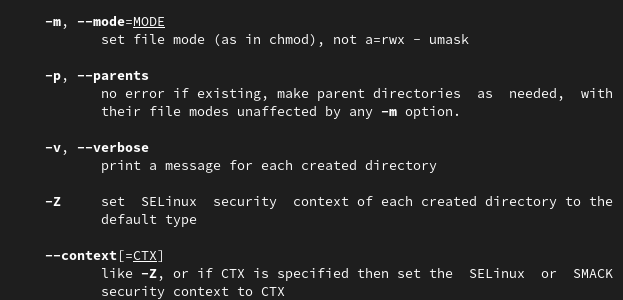 -m, --mode=MODE
set file mode (as in chmod), not a=rwx - umask
-p, --parents
no error if existing, make parent directories as needed, with
their file modes unaffected by any -m option.
-v, --verbose
print a message for each created directory
-Z set SELinux security context of each created directory to the
default type
--context[=CTX]
like -Z, or if CTX is specified then set the SELinux or SMACK
security context to CTX